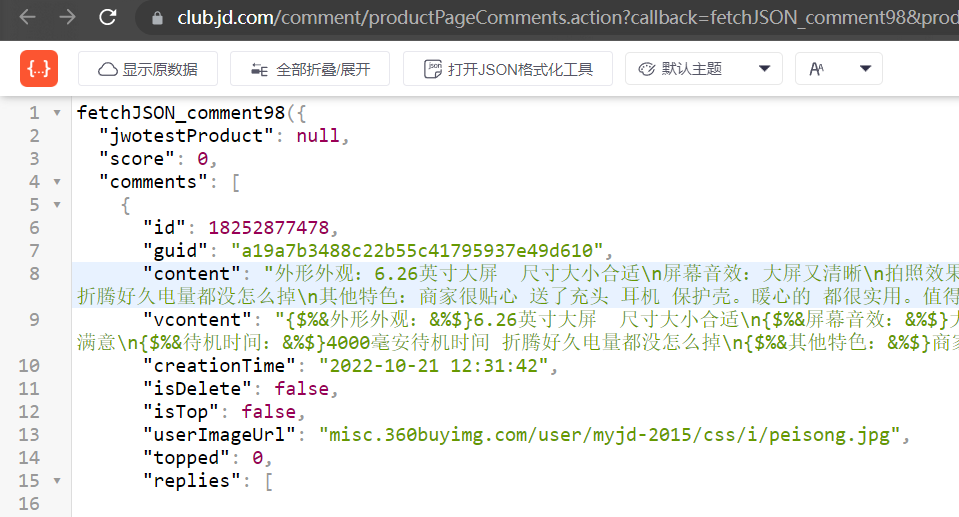 club.jd.com/comment/productPageComments.action?callback=fetchJSON_comment98&prod
{..} 显示原数据 全部折叠/展开 json 打开JSON格式化工具 默认主题 AA
1 fetchJSON_comment98({
2 "jwotestProduct": null,
3 "score": 0,
4 "comments": [
5 {
6 "id": 18252877478,
7 "guid": "a19a7b3488c22b55c41795937e49d610",
8 "content": "外形外观：6.26英寸大屏  尺寸大小合适\n屏幕音效：大屏又清晰\n拍照效果
折腾好久电量都没怎么掉\n其他特色：商家很贴心 送了充头 耳机 保护壳。暖心的 都很实用。值得
9 "vcontent": "{$%&外形外观：&%$}6.26英寸大屏  尺寸大小合适\n{$%&屏幕音效：&%$}大
满意\n{$%&待机时间：&%$}4000毫安待机时间 折腾好久电量都没怎么掉\n{$%&其他特色：&%$}商家
10 "creationTime": "2022-10-21 12:31:42",
11 "isDelete": false,
12 "isTop": false,
13 "userImageUrl": "misc.360buyimg.com/user/myjd-2015/css/i/peisong.jpg",
14 "topped": 0,
15 "replies": [
16